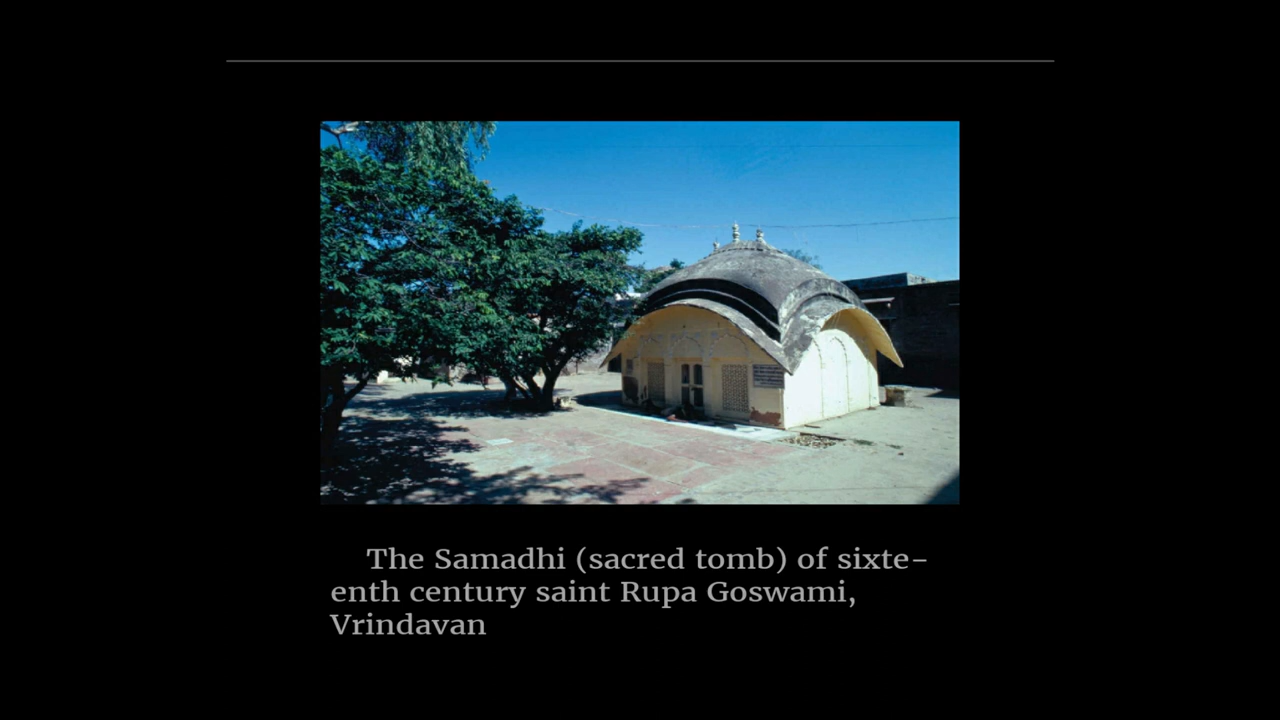 The Samadhi (sacred tomb) of sixte-
enth century saint Rupa Goswami,
Vrindavan